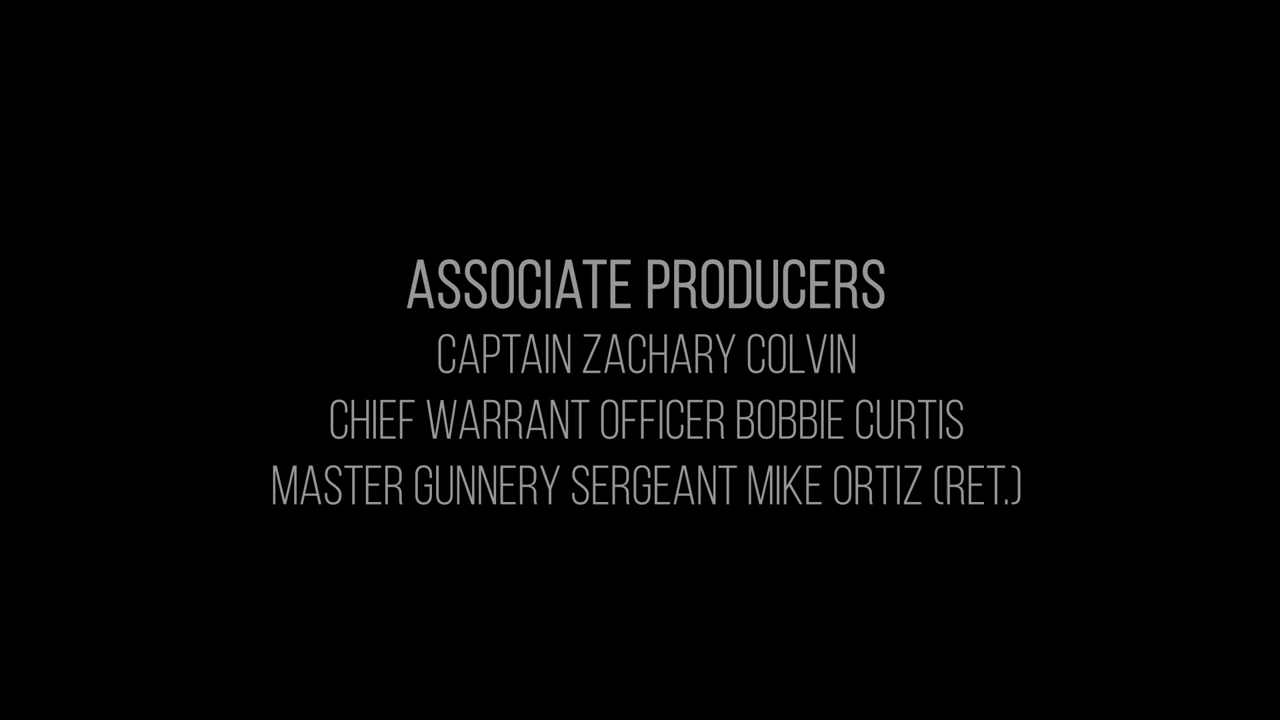 ASSOCIATE PRODUCERS
CAPTAIN ZACHARY COLVIN
CHIEF WARRANT OFFICER BOBBIE CURTIS
MASTER GUNNERY SERGEANT MIKE ORTIZ (RET.)